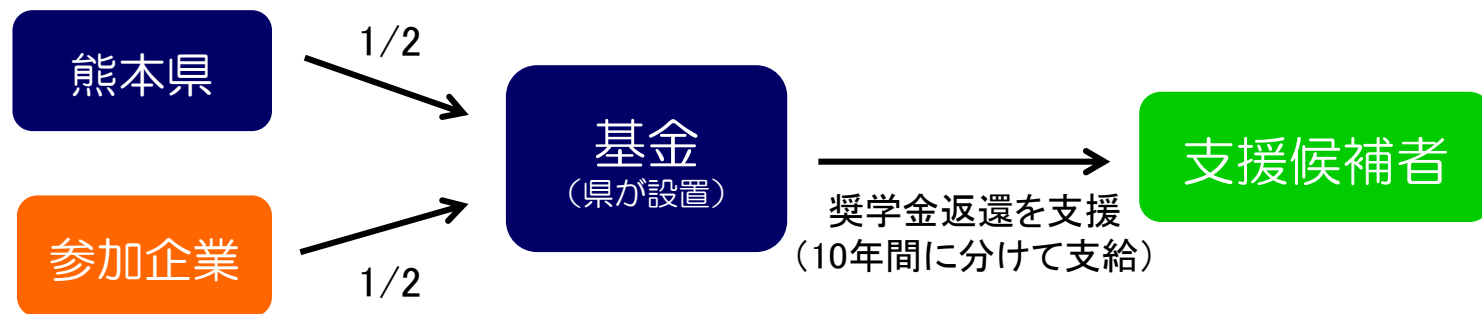 熊本県
1/2
参加企業
1/2
基金
（県が設置）
奨学金返還を支援
（10年間に分けて支給）
支援候補者